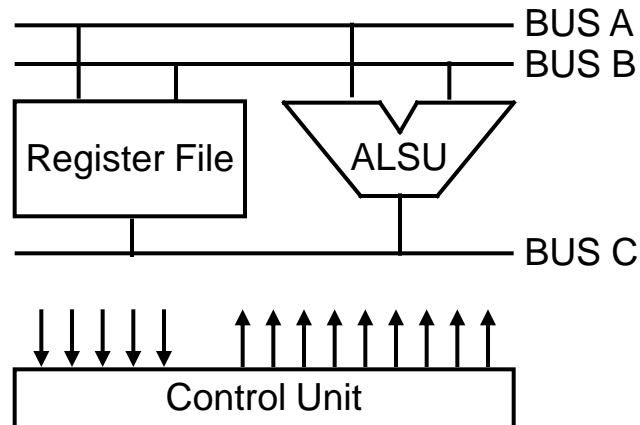 BUS A
BUS B
Register File
ALSU
BUS C
Control Unit